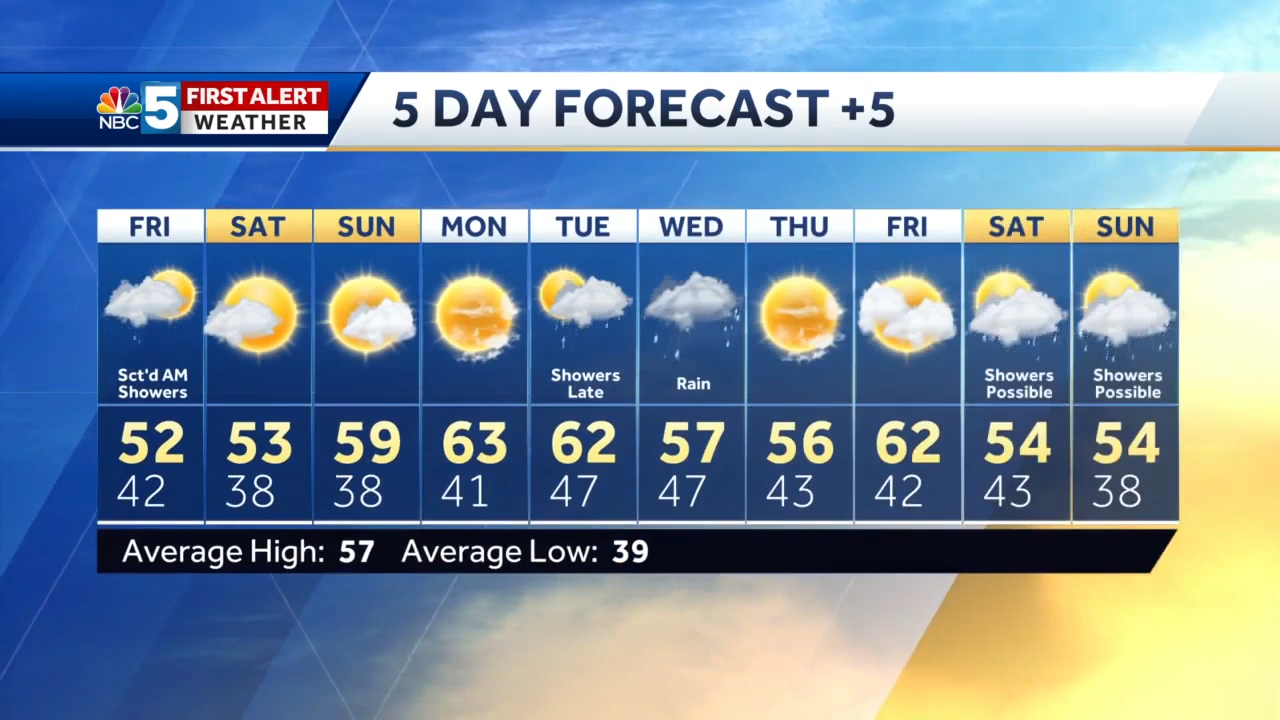 NBC 5 FIRST ALERT WEATHER
5 DAY FORECAST +5
FRI SAT SUN MON TUE WED THU FRI SAT SUN
Sct'd AM Showers
Showers Late
Rain
Showers Possible
Showers Possible
52 53 59 63 62 57 56 62 54 54
42 38 38 41 47 47 43 42 43 38
Average High: 57 Average Low: 39